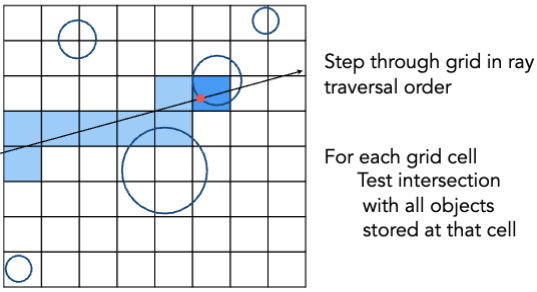 Step through grid in ray
traversal order
For each grid cell
Test intersection
with all objects
stored at that cell